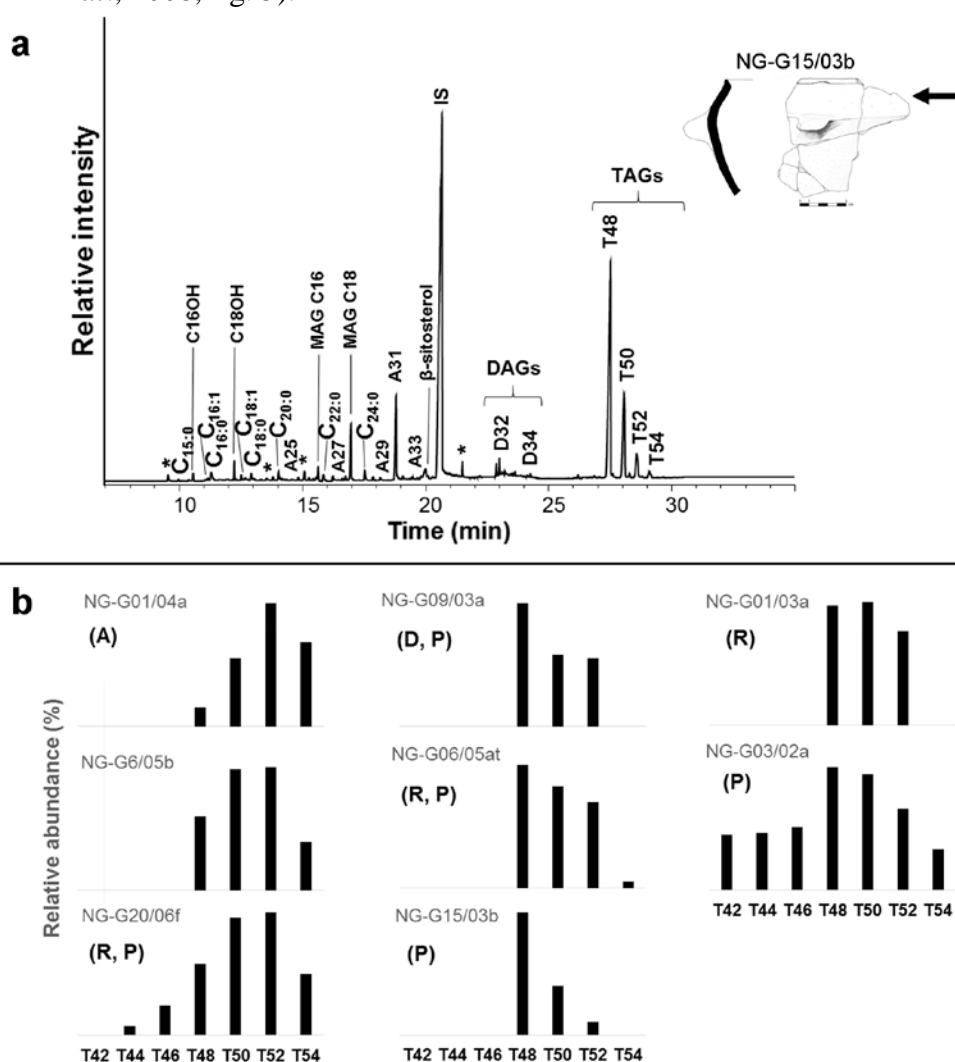 a
NG-G15/03b
Relative intensity
IS
TAGs
T48
T50
T52
T54
DAGs
D32
D34
*
C15:0
C16OH
C16:1
C16:0
C18OH
C18:1
C18:0
*
C20:0
A25
*
MAG C16
C22:0
A27
MAG C18
C24:0
A29
A31
A33
β-sitosterol
*
10 15 20 25 30
Time (min)
b
Relative abundance (%)
NG-G01/04a
(A)
NG-G09/03a
(D, P)
NG-G01/03a
(R)
NG-G6/05b
NG-G06/05at
(R, P)
NG-G03/02a
(P)
T42 T44 T46 T48 T50 T52 T54
NG-G20/06f
(R, P)
NG-G15/03b
(P)
T42 T44 T46 T48 T50 T52 T54
T42 T44 T46 T48 T50 T52 T54